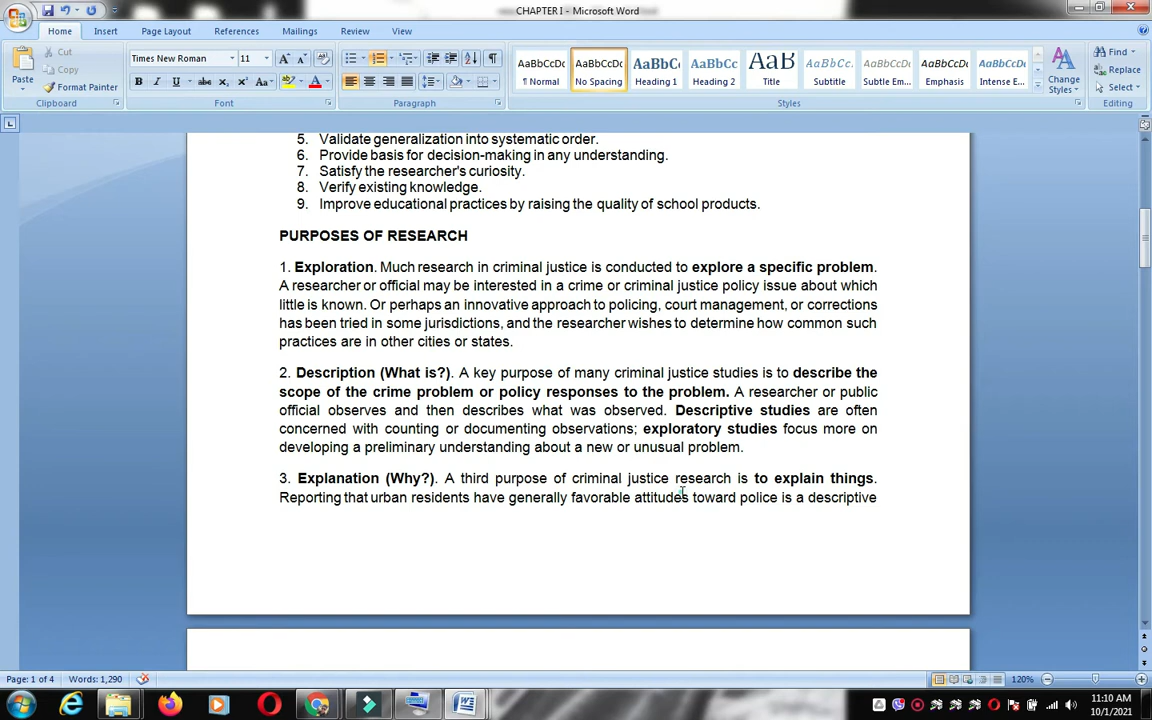 CHAPTER I - Microsoft Word
Home Insert Page Layout References Mailings Review View
Paste
Cut
Copy
Format Painter
Clipboard
Times New Roman 11
B I U abc x₂ x² Aa
Font
Paragraph
AaBbCcDc AaBbCcDc AaBbC AaBbCc AaB AaBbCc. AaBbCcDc AaBbCcDc AaBbCcDc
¶ Normal No Spacing Heading 1 Heading 2 Title Subtitle Subtle Em... Emphasis Intense E...
Change Styles
Styles
Find
Replace
Select
Editing
5. Validate generalization into systematic order.
6. Provide basis for decision-making in any understanding.
7. Satisfy the researcher's curiosity.
8. Verify existing knowledge.
9. Improve educational practices by raising the quality of school products.
PURPOSES OF RESEARCH
1. Exploration. Much research in criminal justice is conducted to explore a specific problem.
A researcher or official may be interested in a crime or criminal justice policy issue about which
little is known. Or perhaps an innovative approach to policing, court management, or corrections
has been tried in some jurisdictions, and the researcher wishes to determine how common such
practices are in other cities or states.
2. Description (What is?). A key purpose of many criminal justice studies is to describe the
scope of the crime problem or policy responses to the problem. A researcher or public
official observes and then describes what was observed. Descriptive studies are often
concerned with counting or documenting observations; exploratory studies focus more on
developing a preliminary understanding about a new or unusual problem.
3. Explanation (Why?). A third purpose of criminal justice research is to explain things.
Reporting that urban residents have generally favorable attitudes toward police is a descriptive
Page: 1 of 4 Words: 1,290 120%
11:10 AM
10/1/2021